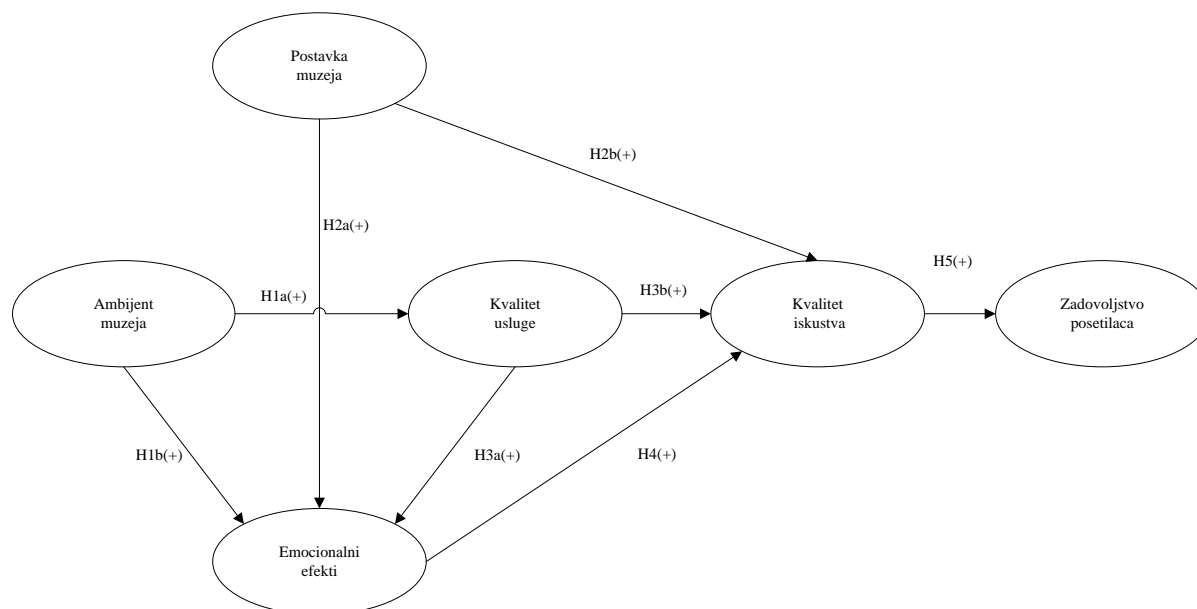 Postavka
muzeja
H2b(+)
H2a(+)
Ambijent
muzeja
H1a(+)
Kvalitet
usluge
H3b(+)
Kvalitet
iskustva
H5(+)
Zadovoljstvo
posetilaca
H1b(+)
H3a(+)
H4(+)
Emocionalni
efekti